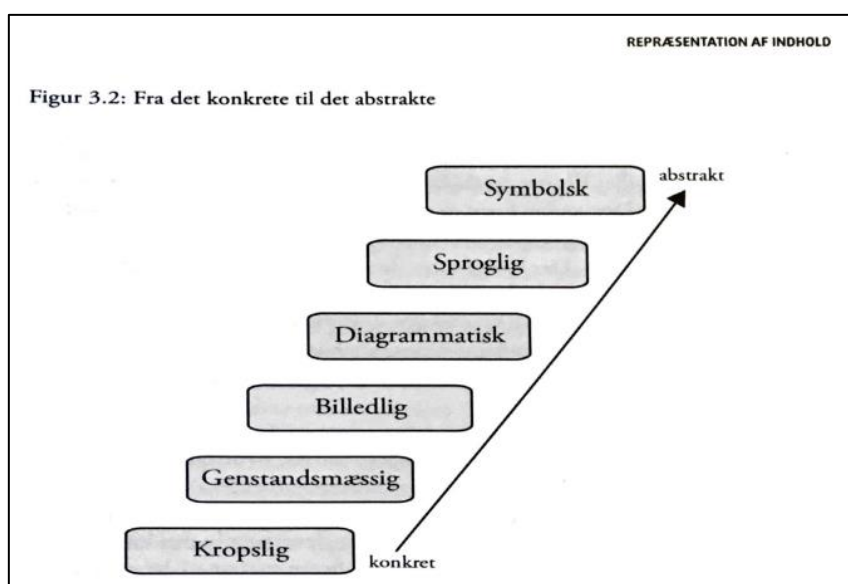 REPRÆSENTATION AF INDHOLD
Figur 3.2: Fra det konkrete til det abstrakte
Symbolsk
abstrakt
Sproglig
Diagrammatisk
Billedlig
Genstandsmæssig
Kropslig
konkret